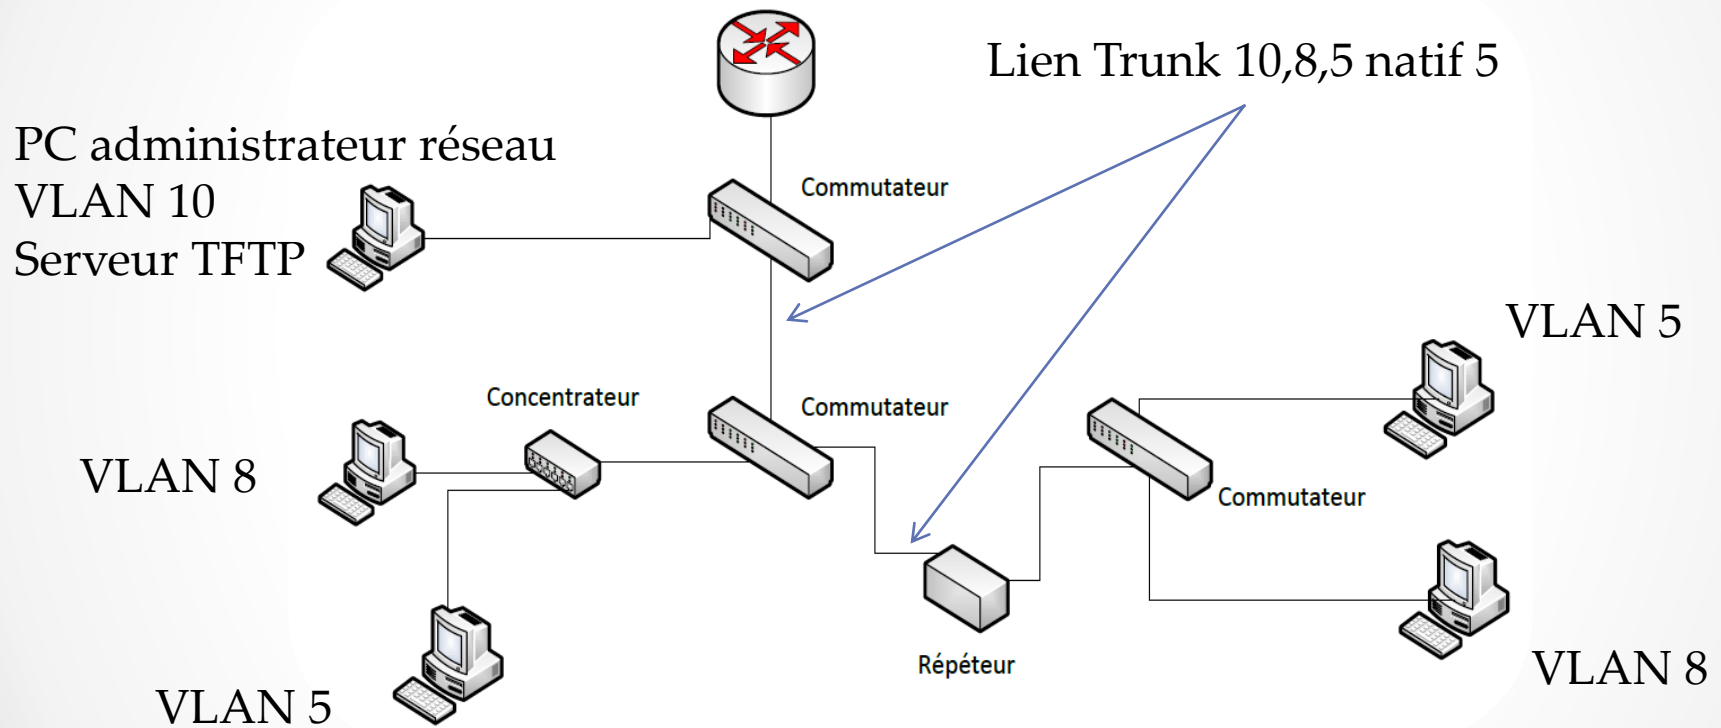 Lien Trunk 10,8,5 natif 5
PC administrateur réseau
VLAN 10
Serveur TFTP
Commutateur
VLAN 5
Concentrateur
Commutateur
VLAN 8
Commutateur
Répéteur
VLAN 8
VLAN 5